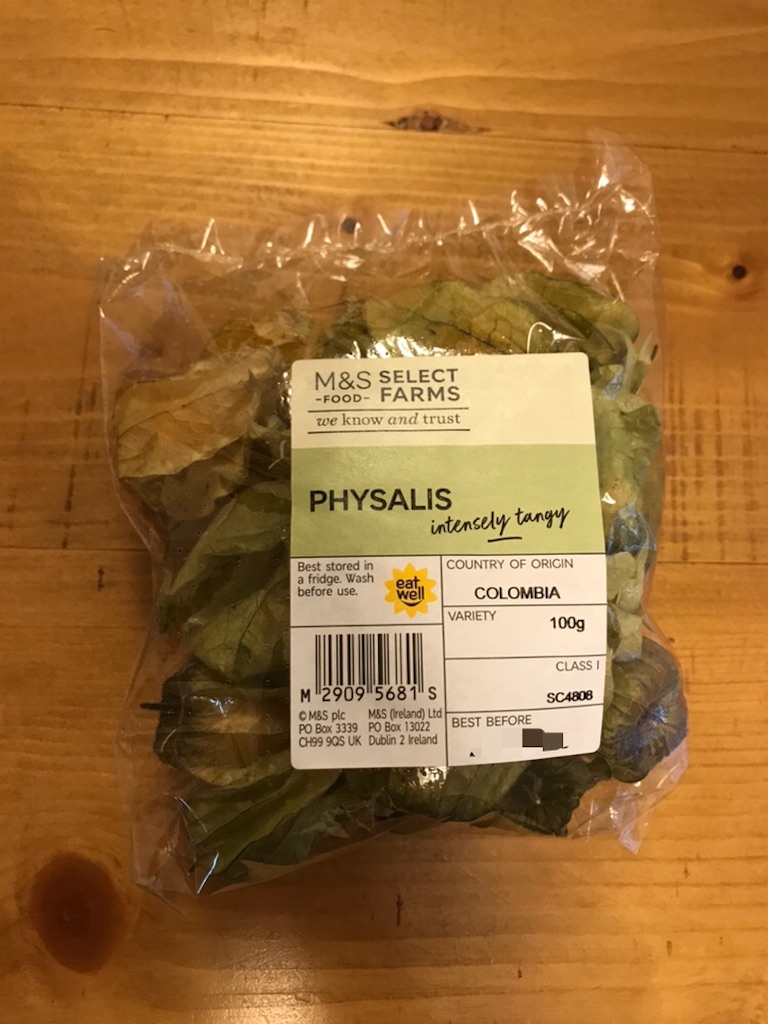 M&S SELECT
-FOOD- FARMS
we know and trust
PHYSALIS
intensely tangy
Best stored in
a fridge. Wash
before use.
eat
well
COUNTRY OF ORIGIN
COLOMBIA
VARIETY
100g
CLASS I
SC4806
BEST BEFORE
M 2909 5681 S
© M&S plc
PO Box 3339
CH99 9QS UK
M&S (Ireland) Ltd
PO Box 13022
Dublin 2 Ireland